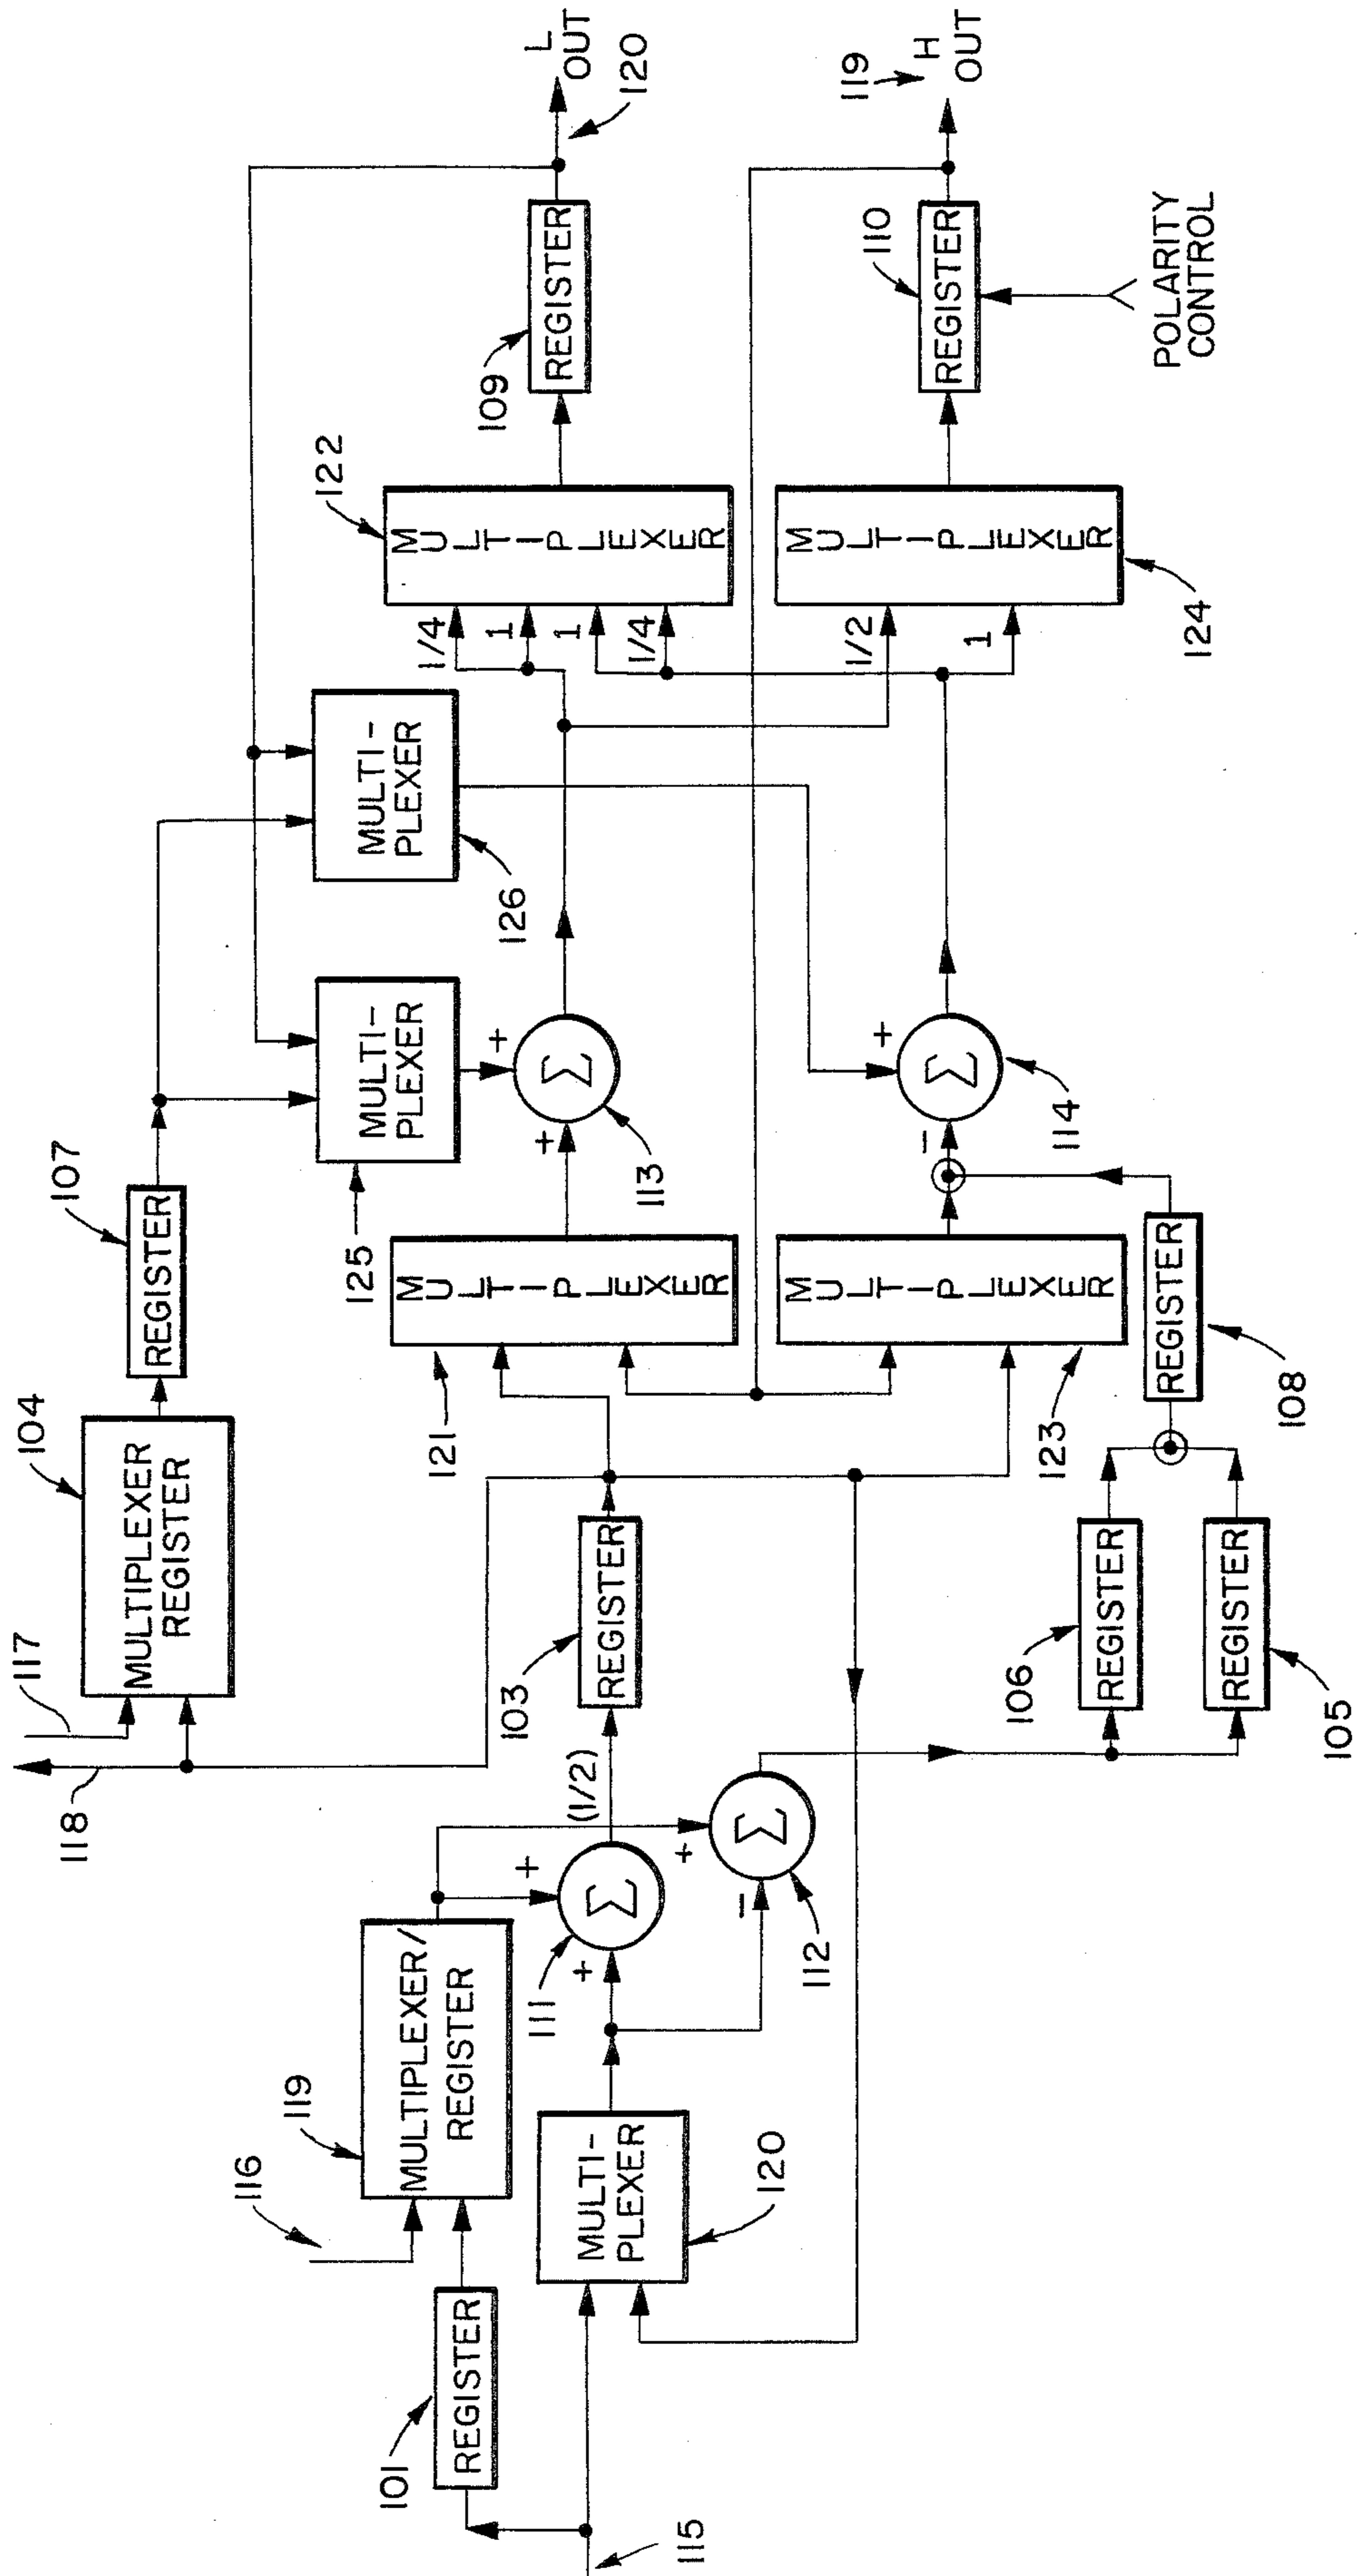 115
101
REGISTER
116
119
MULTIPLEXER/
REGISTER
MULTI-
PLEXER
120
111
+
+
Σ
(1/2)
112
+
−
Σ
118
117
104
MULTIPLEXER
REGISTER
107
REGISTER
103
REGISTER
106
REGISTER
REGISTER
105
REGISTER
108
121
MULTIPLEXER
123
MULTIPLEXER
125
MULTI-
PLEXER
126
MULTI-
PLEXER
+
+
Σ
113
+
−
Σ
114
1/4
1
1
1/4
122
MULTIPLEXER
1/2
1
124
MULTIPLEXER
109
REGISTER
110
REGISTER
POLARITY
CONTROL
L
OUT
120
119
H
OUT